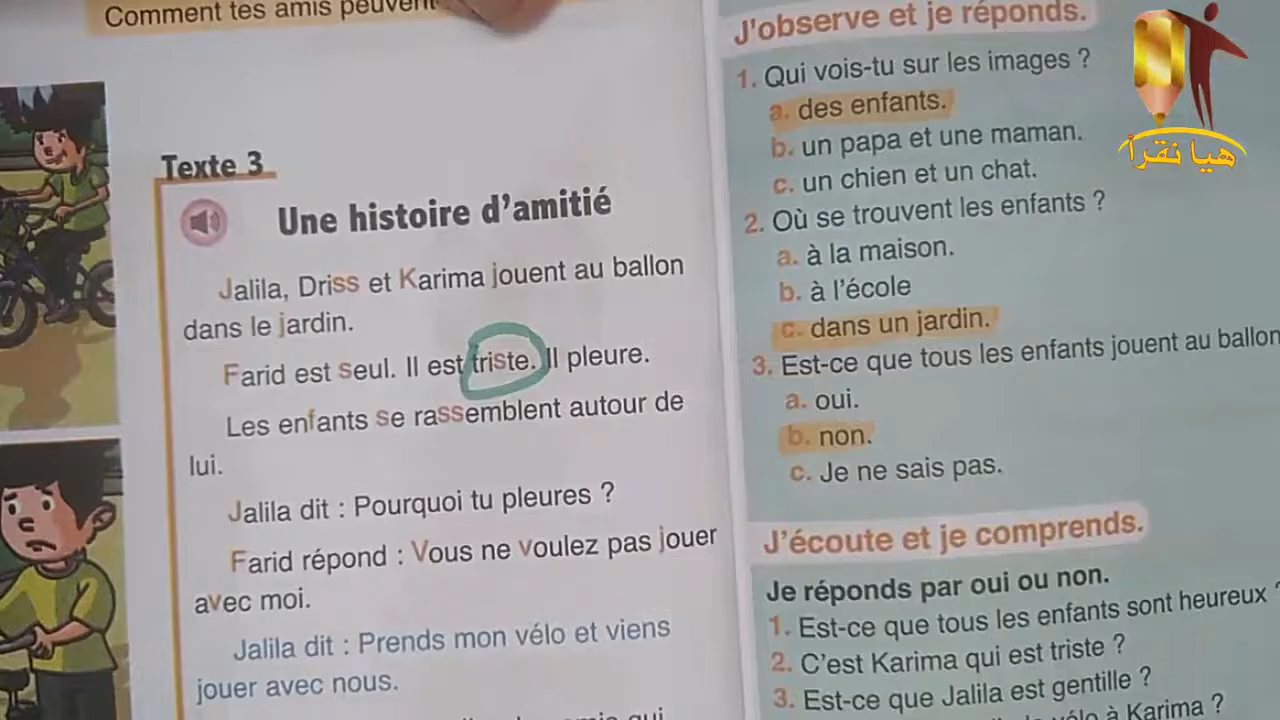 Comment tes amis peuvent
Texte 3
Une histoire d'amitié
Jalila, Driss et Karima jouent au ballon
dans le jardin.
Farid est seul. Il est triste. Il pleure.
Les enfants se rassemblent autour de
lui.
Jalila dit : Pourquoi tu pleures ?
Farid répond : Vous ne voulez pas jouer
avec moi.
Jalila dit : Prends mon vélo et viens
jouer avec nous.
qui
J'observe et je réponds.
1. Qui vois-tu sur les images ?
a. des enfants.
b. un papa et une maman.
c. un chien et un chat.
2. Où se trouvent les enfants ?
a. à la maison.
b. à l'école
c. dans un jardin.
3. Est-ce que tous les enfants jouent au ballon
a. oui.
b. non.
c. Je ne sais pas.
J'écoute et je comprends.
Je réponds par oui ou non.
1. Est-ce que tous les enfants sont heureux ?
2. C'est Karima qui est triste ?
3. Est-ce que Jalila est gentille ?
vélo à Karima ?
هيا نقرأ